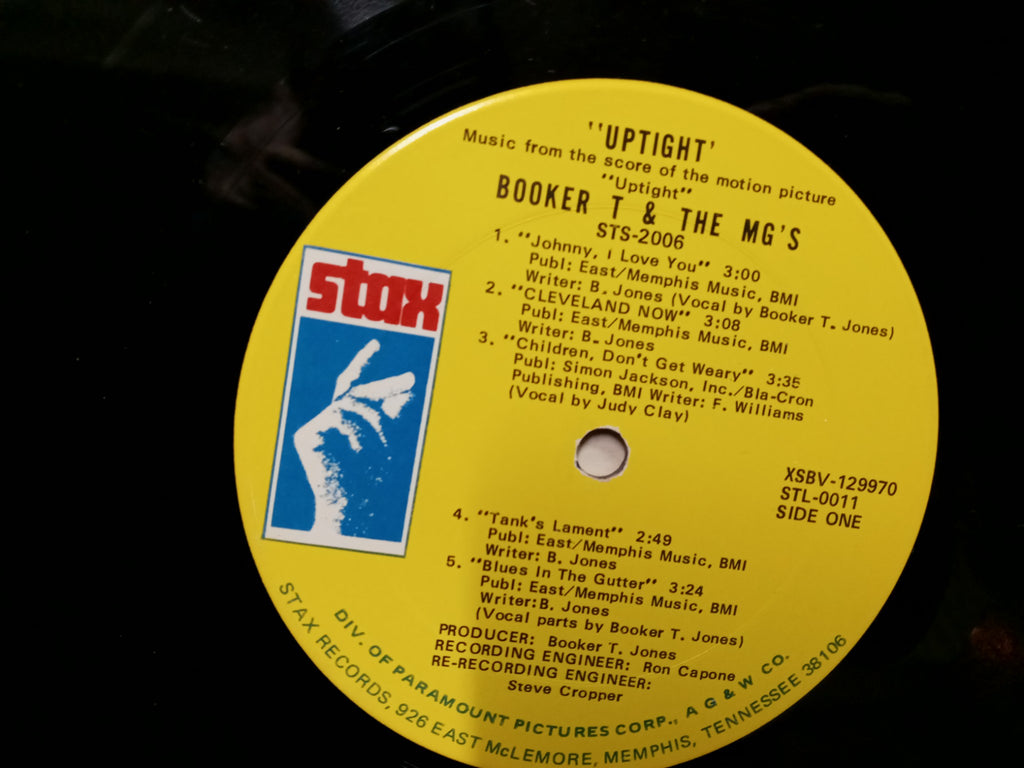 "UPTIGHT'
Music from the score of the motion picture
"Uptight"
BOOKER T & THE MG'S
STS-2006
1. "Johnny, I Love You" 3:00
Publ: East/Memphis Music, BMI
Writer: B. Jones (Vocal by Booker T. Jones)
2. "CLEVELAND NOW" 3:08
Publ: East/Memphis Music, BMI
Writer: B. Jones
3. "Children, Don't Get Weary" 3:35
Publ: Simon Jackson, Inc./Bla-Cron
Publishing, BMI Writer: F. Williams
(Vocal by Judy Clay)
stax
XSBV-129970
STL-0011
SIDE ONE
4. "Tank's Lament" 2:49
Publ: East/Memphis Music, BMI
Writer: B. Jones
5. "Blues In The Gutter" 3:24
Publ: East/Memphis Music, BMI
Writer: B. Jones
(Vocal parts by Booker T. Jones)
PRODUCER: Booker T. Jones
RECORDING ENGINEER: Ron Capone
RE-RECORDING ENGINEER:
Steve Cropper
DIV. OF PARAMOUNT PICTURES CORP., A G & W CO.
STAX RECORDS, 926 EAST McLEMORE, MEMPHIS, TENNESSEE 38106